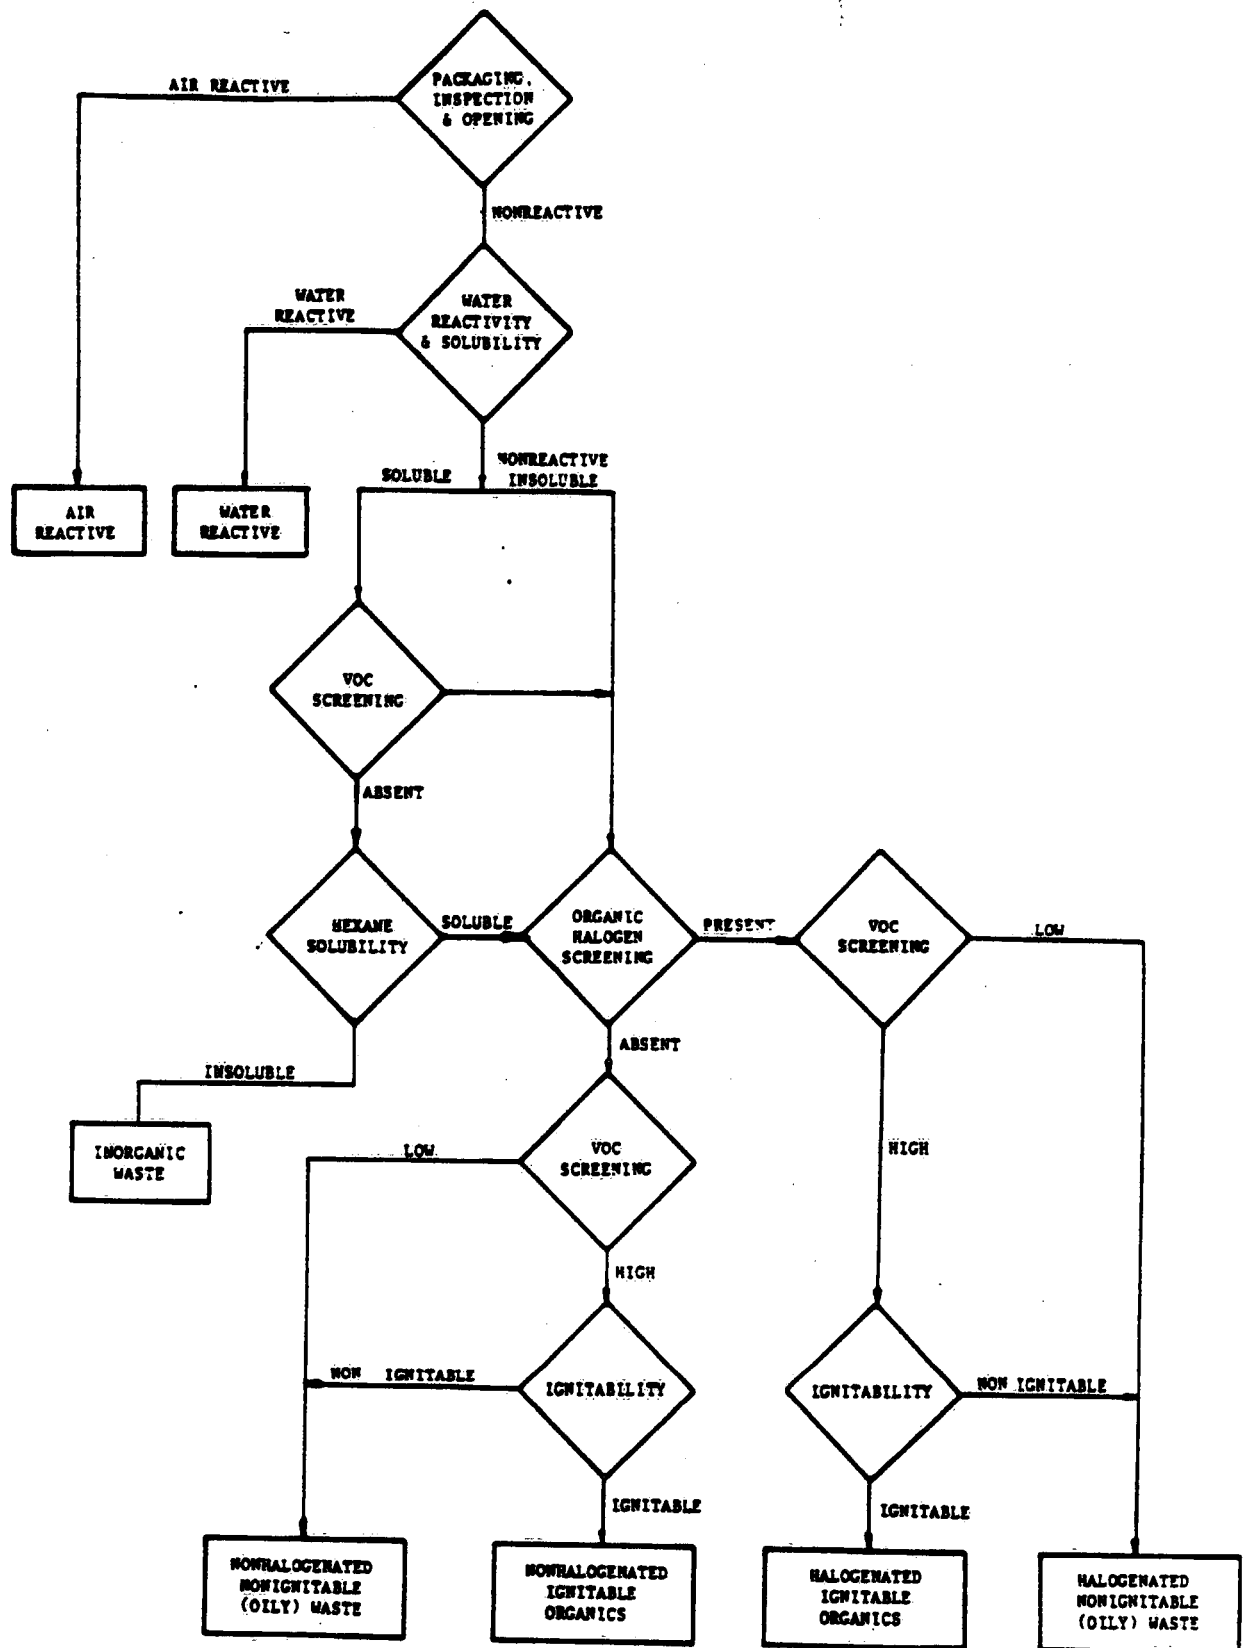 AIR REACTIVE
PACKAGING,
INSPECTION
& OPENING
NONREACTIVE
WATER
REACTIVE
WATER
REACTIVITY
& SOLUBILITY
SOLUBLE
NONREACTIVE
INSOLUBLE
AIR
REACTIVE
WATER
REACTIVE
VOC
SCREENING
ABSENT
HEXANE
SOLUBILITY
SOLUBLE
ORGANIC
HALOGEN
SCREENING
PRESENT
VOC
SCREENING
LOW
INSOLUBLE
ABSENT
INORGANIC
WASTE
LOW
VOC
SCREENING
HIGH
HIGH
NON IGNITABLE
IGNITABILITY
IGNITABILITY
NON IGNITABLE
IGNITABLE
IGNITABLE
NONHALOGENATED
NONIGNITABLE
(OILY) WASTE
NONHALOGENATED
IGNITABLE
ORGANICS
HALOGENATED
IGNITABLE
ORGANICS
HALOGENATED
NONIGNITABLE
(OILY) WASTE